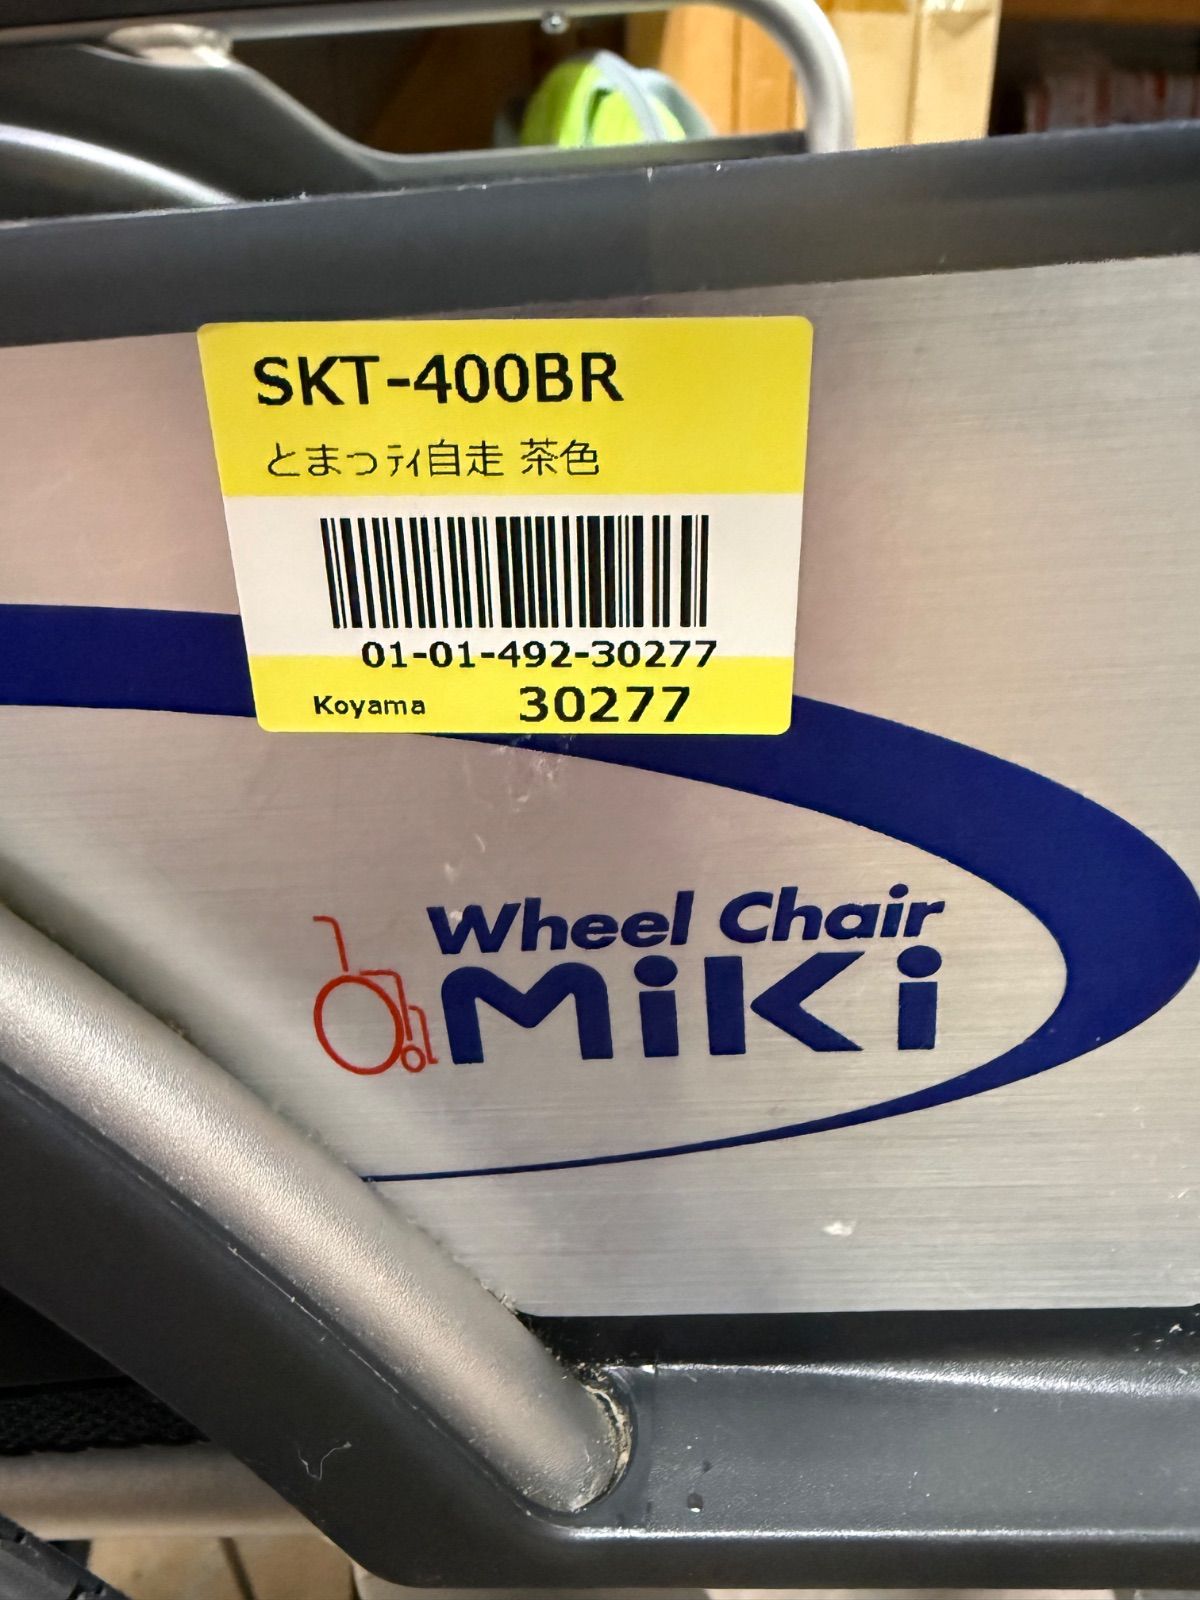 SKT-400BR
とまっティ自走 茶色
01-01-492-30277
Koyama 30277
Wheel Chair
MiKi